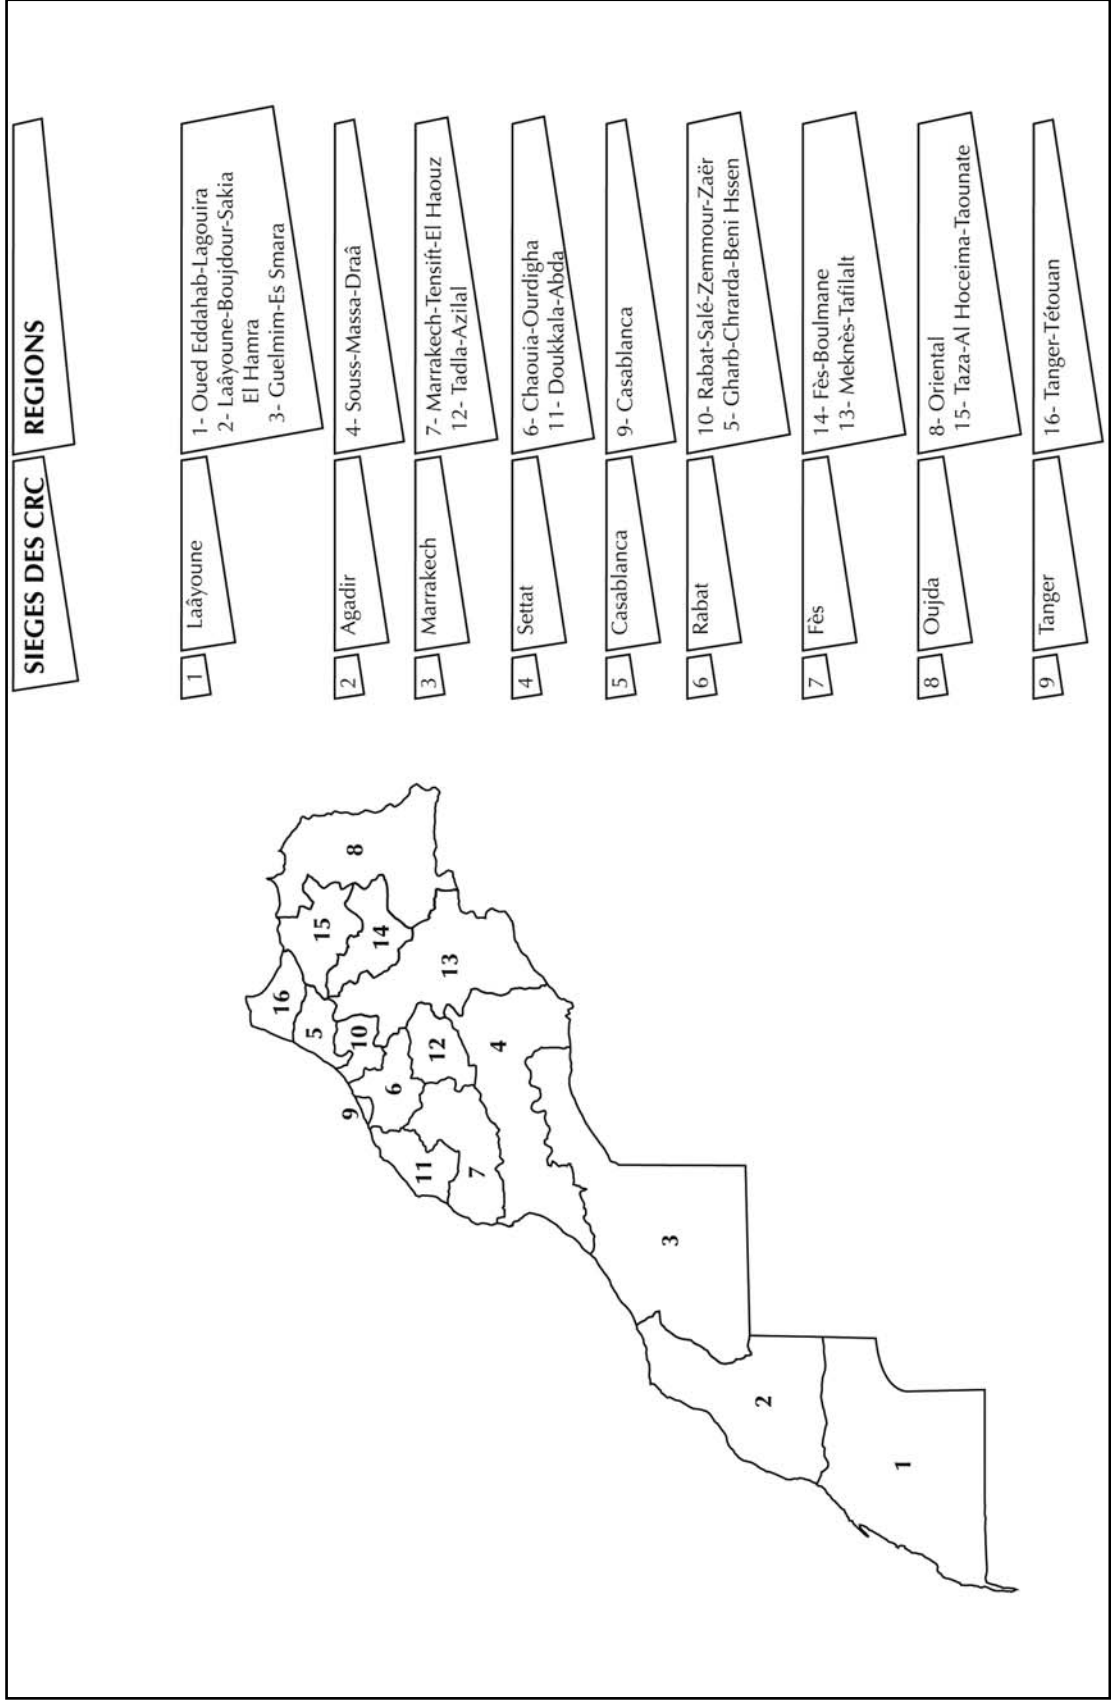 SIEGES DES CRC
REGIONS
1
Laâyoune
1- Oued Eddahab-Lagouira
2- Laâyoune-Boujdour-Sakia
El Hamra
3- Guelmim-Es Smara
2
Agadir
4- Souss-Massa-Draâ
3
Marrakech
7- Marrakech-Tensift-El Haouz
12- Tadla-Azilal
4
Settat
6- Chaouia-Ourdigha
11- Doukkala-Abda
5
Casablanca
9- Casablanca
6
Rabat
10- Rabat-Salé-Zemmour-Zaër
5- Gharb-Chrarda-Beni Hssen
7
Fès
14- Fès-Boulmane
13- Meknès-Tafilalt
8
Oujda
8- Oriental
15- Taza-Al Hoceima-Taounate
9
Tanger
16- Tanger-Tétouan
16
5
15
8
10
14
9
6
12
13
11
7
4
3
2
1